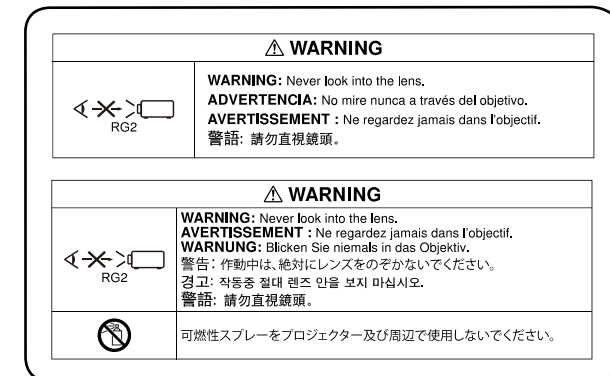 ⚠ WARNING
RG2
WARNING: Never look into the lens.
ADVERTENCIA: No mire nunca a través del objetivo.
AVERTISSEMENT : Ne regardez jamais dans l'objectif.
警語: 請勿直視鏡頭。
⚠ WARNING
RG2
WARNING: Never look into the lens.
AVERTISSEMENT : Ne regardez jamais dans l'objectif.
WARNUNG: Blicken Sie niemals in das Objektiv.
警告: 作動中は、絶対にレンズをのぞかないでください。
경고: 작동중 절대 렌즈 안을 보지 마십시오.
警語: 請勿直視鏡頭。
可燃性スプレーをプロジェクター及び周辺で使用しないでください。